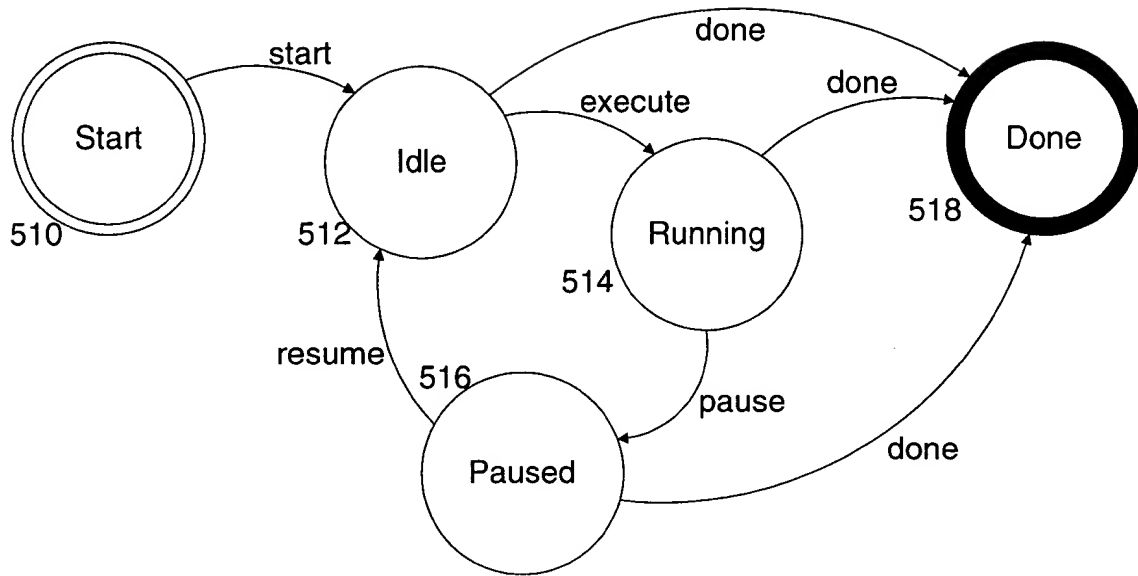 done
start
done
execute
Start
Done
Idle
518
510
512
Running
514
resume
516
pause
done
Paused